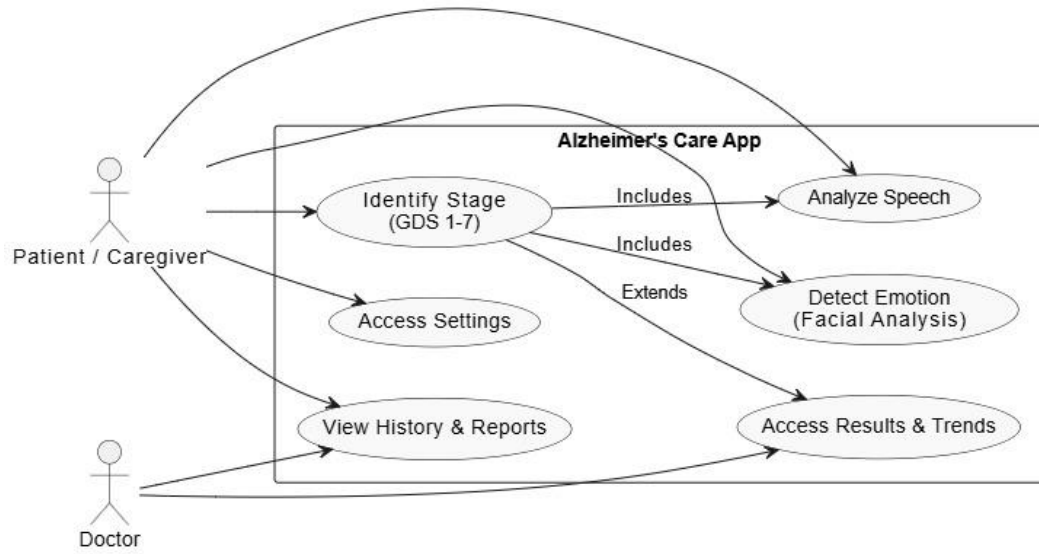 Alzheimer's Care App
Identify Stage
(GDS 1-7)
Includes
Analyze Speech
Patient / Caregiver
Includes
Extends
Detect Emotion
(Facial Analysis)
Access Settings
View History & Reports
Access Results & Trends
Doctor